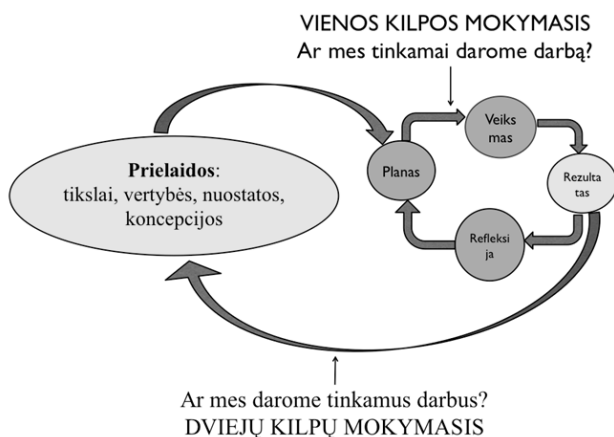 VIENOS KILPOS MOKYMASIS
Ar mes tinkamai darome darbą?
Veiks
mas
Prielaidos:
tikslai, vertybės, nuostatos,
koncepcijos
Planas
Rezulta
tas
Refleksi
ja
Ar mes darome tinkamus darbus?
DVIEJŲ KILPŲ MOKYMASIS